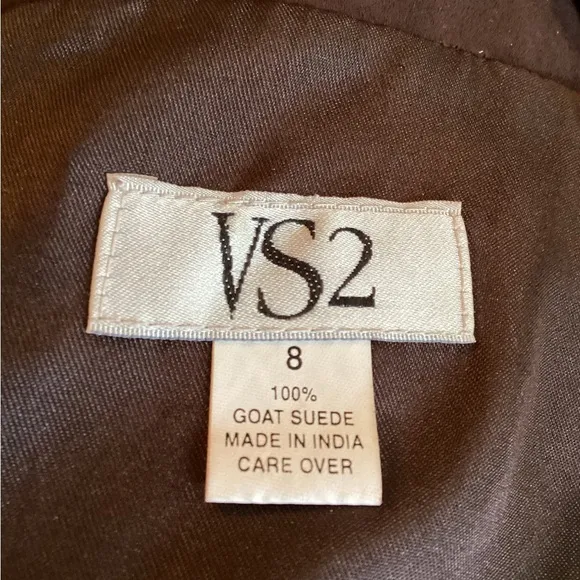 VS2
8
100%
GOAT SUEDE
MADE IN INDIA
CARE OVER